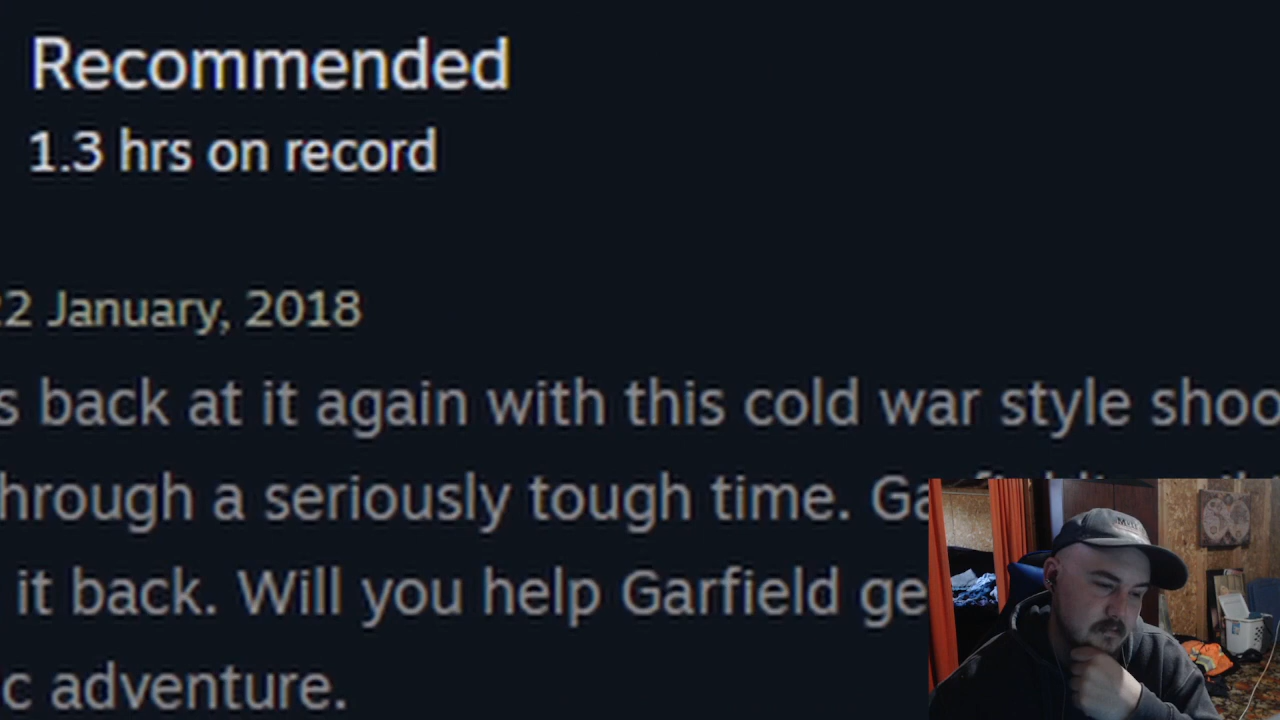 Recommended
1.3 hrs on record
22 January, 2018
s back at it again with this cold war style shoo
hrough a seriously tough time. Ga
it back. Will you help Garfield ge
c adventure.